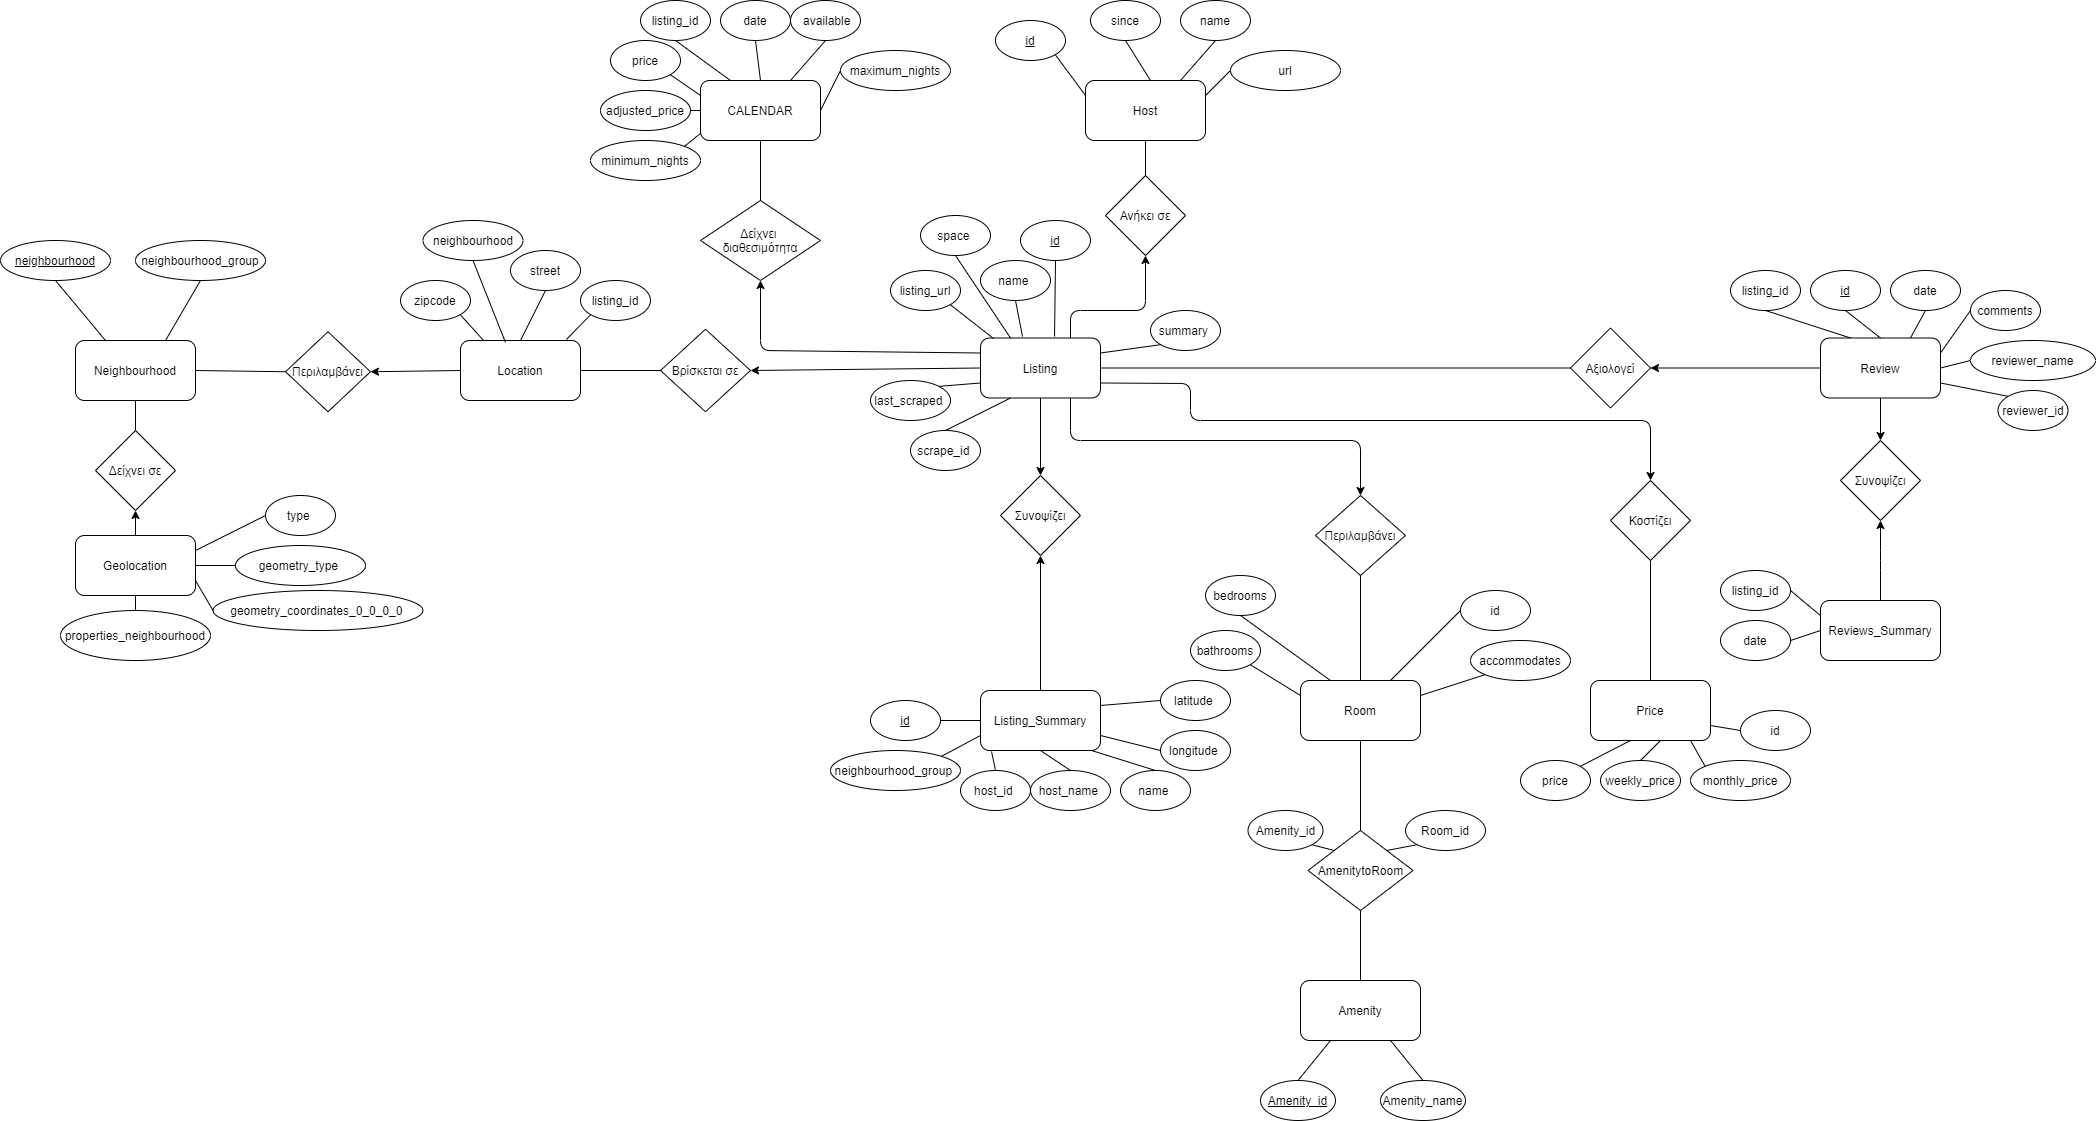 listing_id
date
available
price
maximum_nights
adjusted_price
CALENDAR
minimum_nights
id
since
name
url
Host
Δείχνει
διαθεσιμότητα
Ανήκει σε
neighbourhood
neighbourhood_group
Neighbourhood
Περιλαμβάνει
zipcode
neighbourhood
street
listing_id
Location
Βρίσκεται σε
space
id
name
listing_url
summary
Listing
last_scraped
scrape_id
Αξιολογεί
listing_id
id
date
comments
reviewer_name
reviewer_id
Review
Δείχνει σε
type
geometry_type
Geolocation
geometry_coordinates_0_0_0_0
properties_neighbourhood
Συνοψίζει
Περιλαμβάνει
Κοστίζει
Συνοψίζει
listing_id
date
Reviews_Summary
bedrooms
bathrooms
id
accommodates
Room
id
latitude
Listing_Summary
longitude
neighbourhood_group
host_id
host_name
name
Price
id
price
weekly_price
monthly_price
Amenity_id
Room_id
AmenitytoRoom
Amenity
Amenity_id
Amenity_name